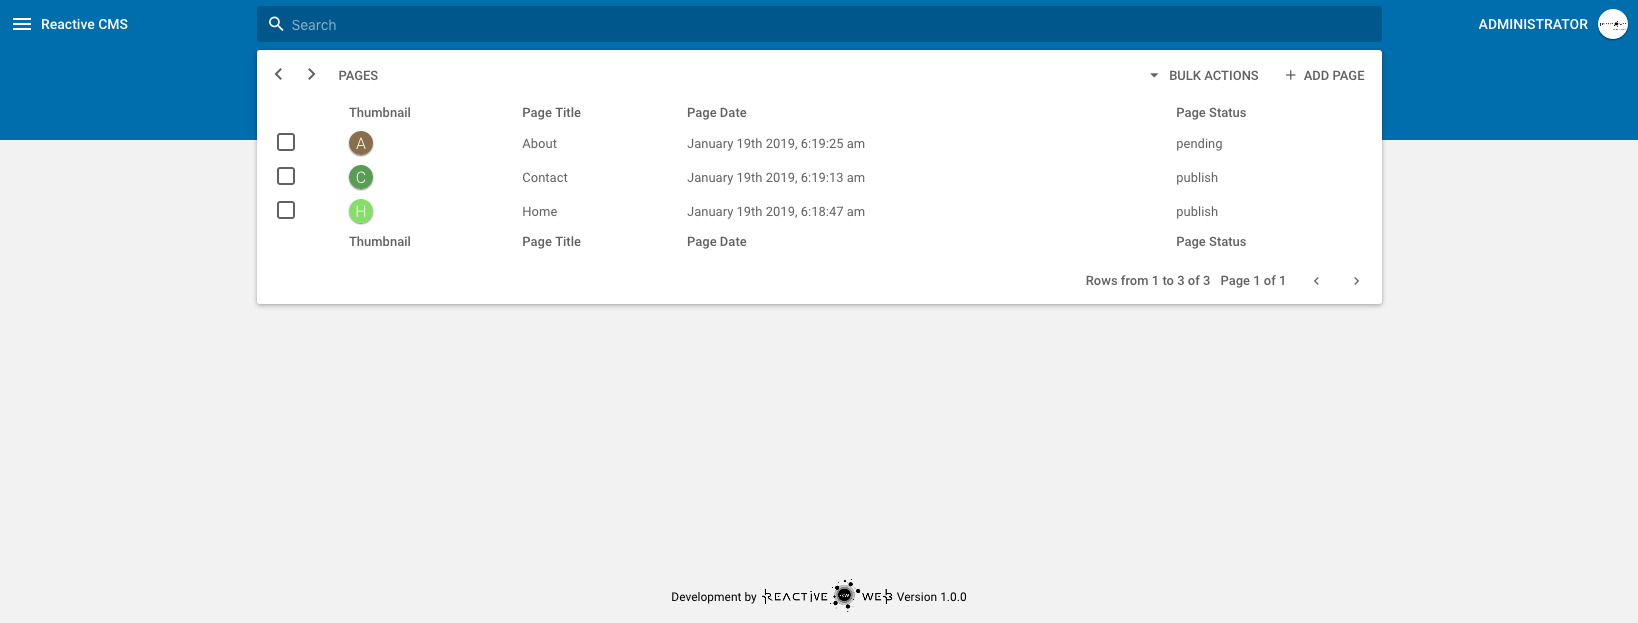 Reactive CMS
Search
ADMINISTRATOR
PAGES
BULK ACTIONS
ADD PAGE
Thumbnail Page Title Page Date Page Status
A About January 19th 2019, 6:19:25 am pending
C Contact January 19th 2019, 6:19:13 am publish
H Home January 19th 2019, 6:18:47 am publish
Thumbnail Page Title Page Date Page Status
Rows from 1 to 3 of 3 Page 1 of 1
Development by REACTIVE WEB Version 1.0.0